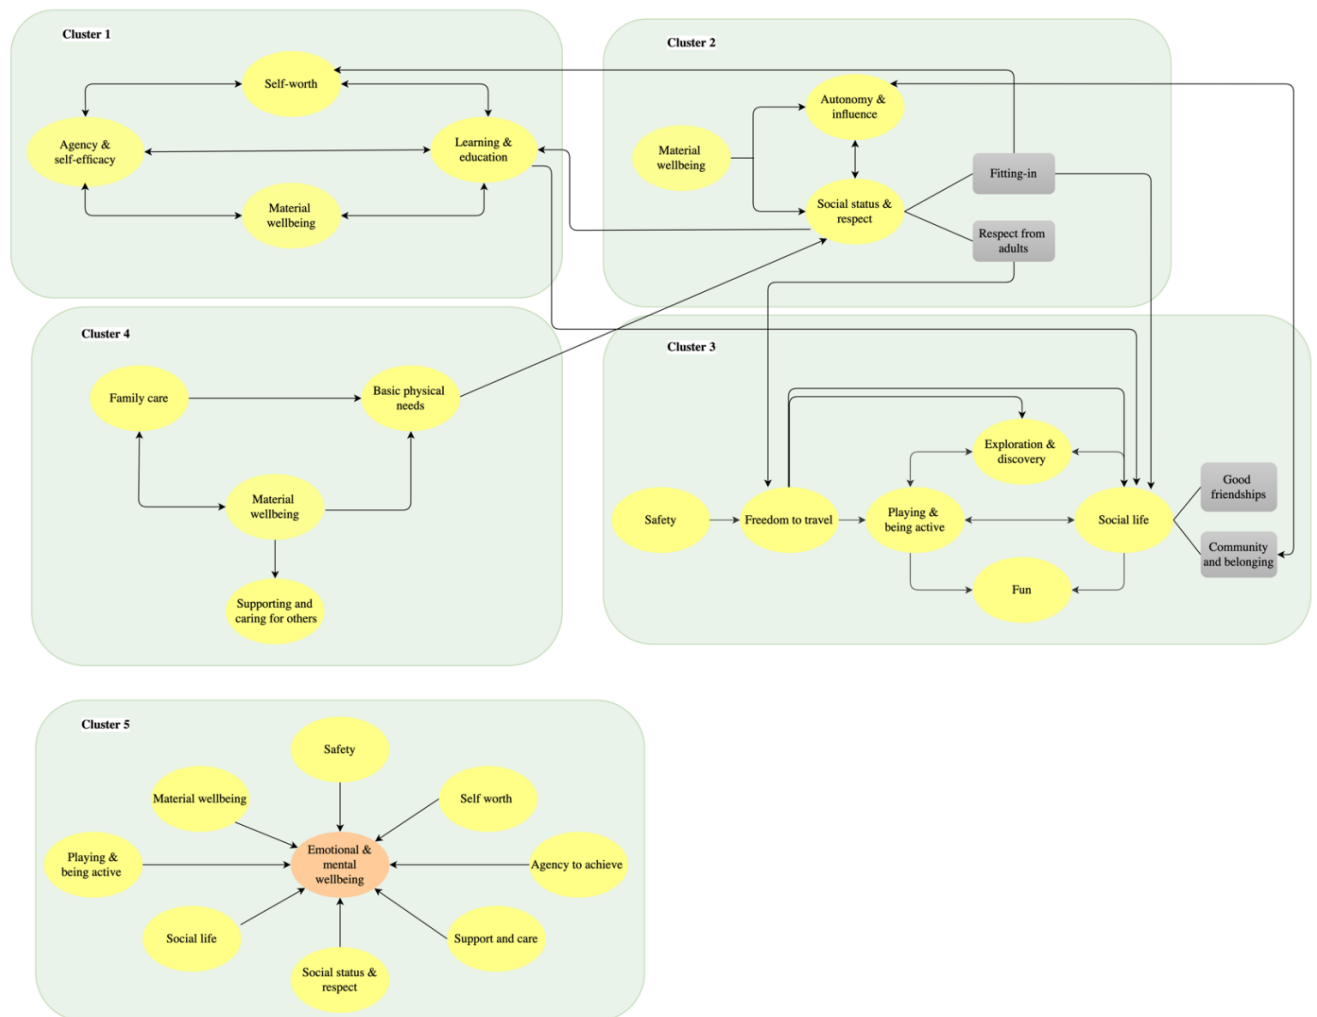 Cluster 1
Self-worth
Agency &
self-efficacy
Learning &
education
Material
wellbeing
Cluster 2
Autonomy &
influence
Material
wellbeing
Social status &
respect
Fitting-in
Respect from
adults
Cluster 4
Family care
Basic physical
needs
Material
wellbeing
Supporting and
caring for others
Cluster 3
Exploration &
discovery
Safety
Freedom to travel
Playing &
being active
Social life
Good
friendships
Community
and belonging
Fun
Cluster 5
Safety
Material wellbeing
Self worth
Playing &
being active
Emotional &
mental
wellbeing
Agency to achieve
Social life
Support and care
Social status &
respect